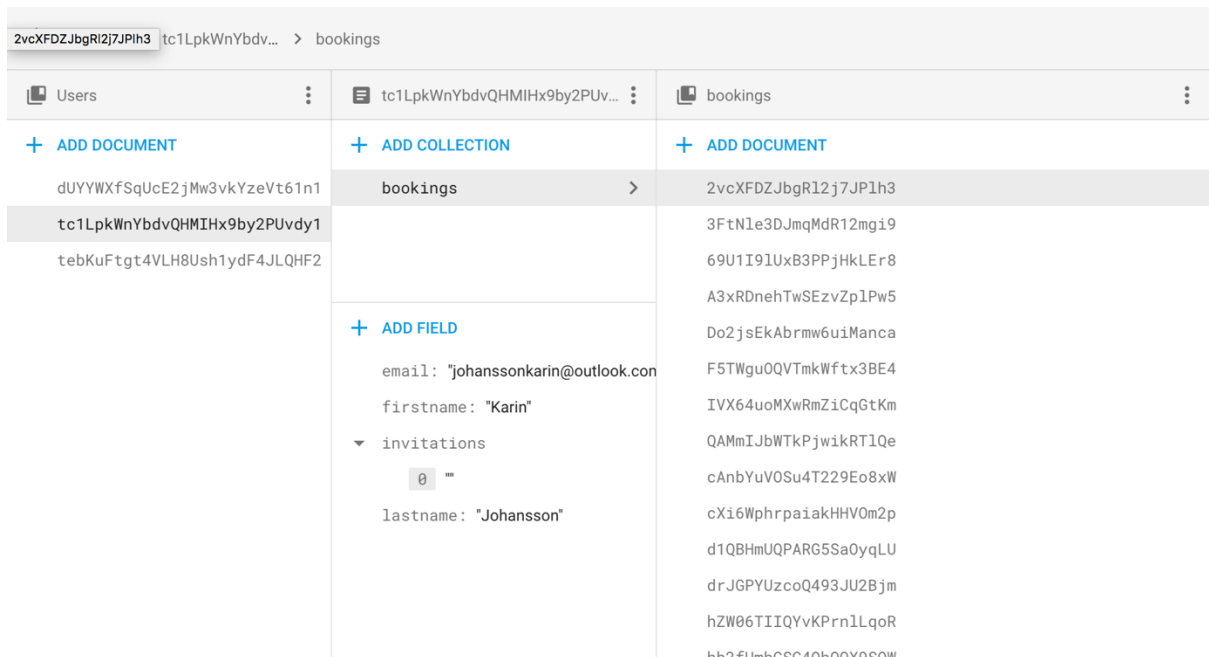 2vcXFDZJbgRl2j7JPlh3 tc1LpkWnYbdv... > bookings
Users
tc1LpkWnYbdvQHMIHx9by2PUv...
bookings
+ ADD DOCUMENT
+ ADD COLLECTION
+ ADD DOCUMENT
dUYYWXfSqUcE2jMw3vkYzeVt61n1
tc1LpkWnYbdvQHMIHx9by2PUvdy1
tebKuFtgt4VLH8Ush1ydF4JLQHF2
bookings
+ ADD FIELD
email: "johanssonkarin@outlook.con
firstname: "Karin"
invitations
0 ""
lastname: "Johansson"
2vcXFDZJbgRl2j7JPlh3
3FtNle3DJmqMdR12mgi9
69U1I9lUxB3PPjHkLEr8
A3xRDnehTwSEzvZplPw5
Do2jsEkAbrmw6uiManca
F5TWguOQVTmkWftx3BE4
IVX64uoMXwRmZiCqGtKm
QAMmIJbWTkPjwikRTlQe
cAnbYuVOSu4T229Eo8xW
cXi6WphrpaiakHHVOm2p
d1QBHmUQPARG5SaOyqLU
drJGPYUzcoQ493JU2Bjm
hZW06TIIQYvKPrnlLqoR